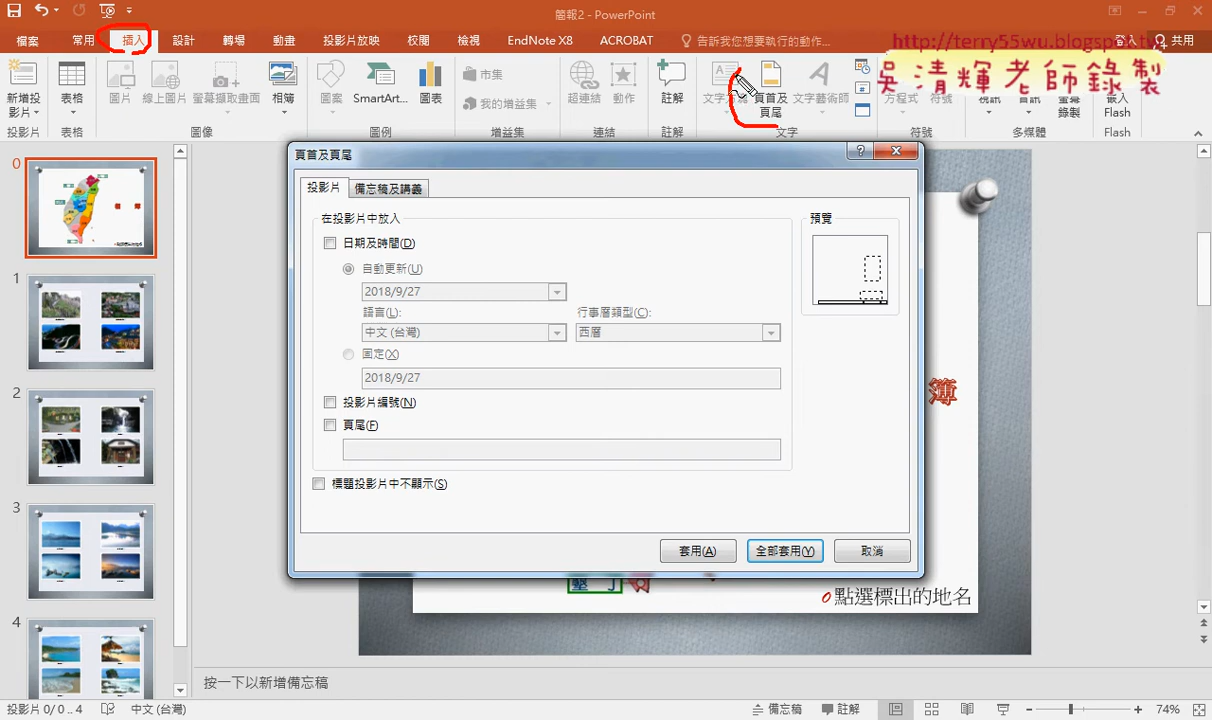 簡報2 - PowerPoint
檔案 常用 插入 設計 轉場 動畫 投影片放映 校閱 檢視 EndNote X8 ACROBAT 告訴我您想要執行的動作... 登入 共用
http://terry55wu.blogspot.tw
吳清輝老師錄製
新增投影片 表格 圖片 線上圖片 螢幕擷取畫面 相簿 圖案 SmartArt... 圖表 市集 我的增益集 超連結 動作 註解 頁首及頁尾 文字藝術師 方程式 符號 視訊 音訊 螢幕錄製 嵌入 Flash
投影片 表格 圖像 圖例 增益集 連結 註解 文字 符號 多媒體 Flash
頁首及頁尾
投影片 備忘稿及講義
在投影片中放入
預覽
日期及時間(D)
自動更新(U)
2018/9/27
語言(L): 行事曆類型(C):
中文 (台灣) 西曆
固定(X)
2018/9/27
投影片編號(N)
頁尾(F)
標題投影片中不顯示(S)
套用(A) 全部套用(Y) 取消
0
1
2
3
4
簿
墾丁
0 點選標出的地名
按一下以新增備忘稿
投影片 0/0 .. 4 中文 (台灣) 備忘稿 註解 74%